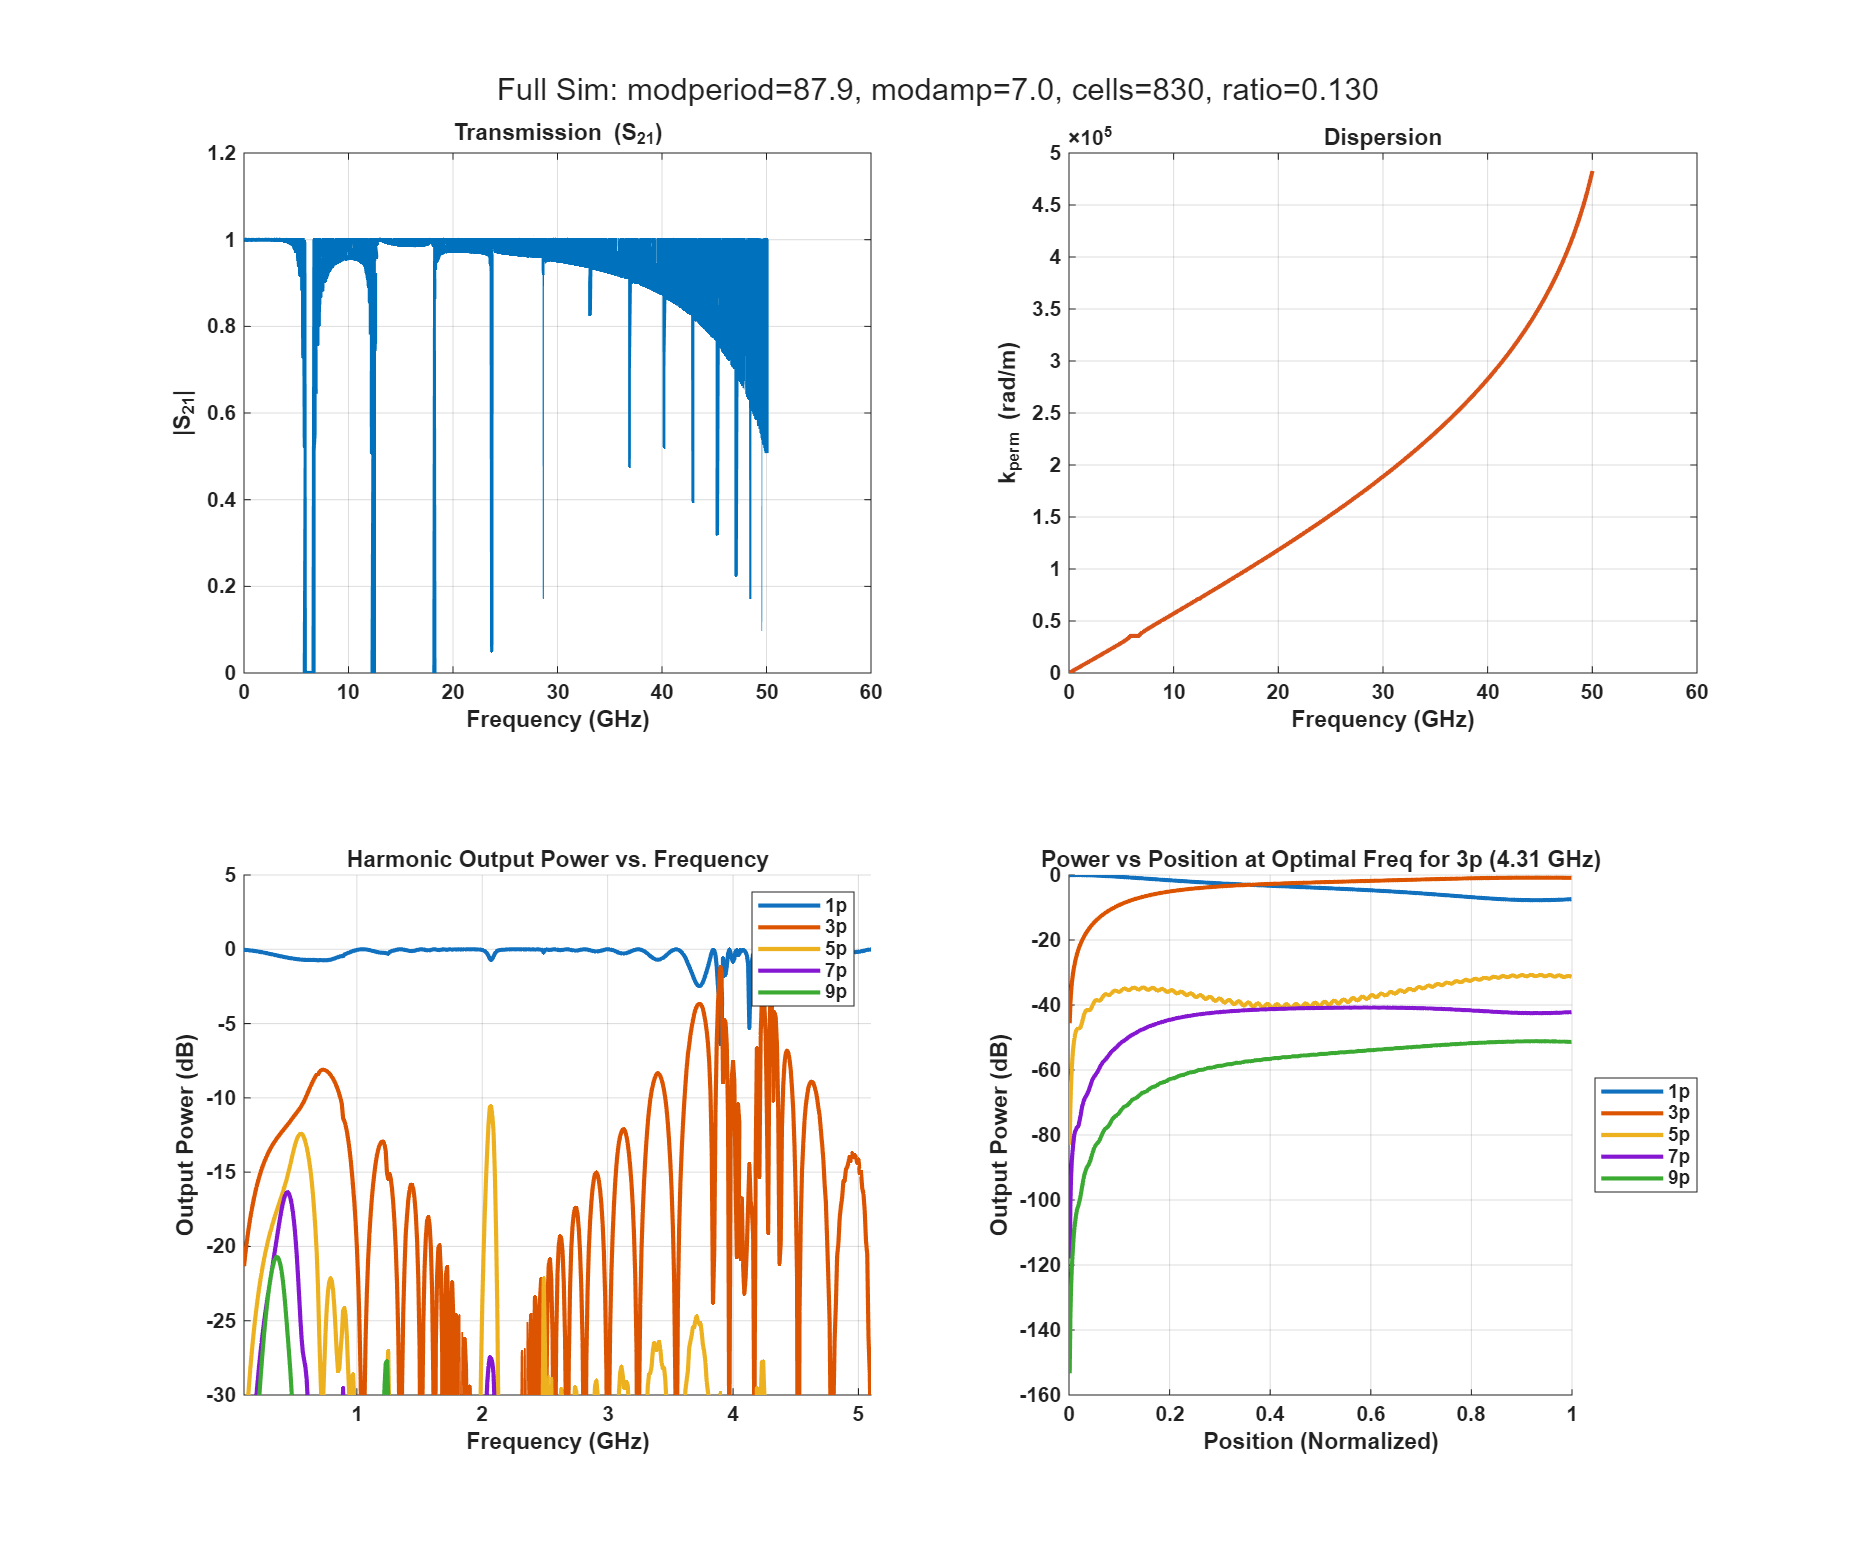 Full Sim: modperiod=87.9, modamp=7.0, cells=830, ratio=0.130
Transmission (S21)
1.2
1
0.8
0.6
0.4
0.2
0
|S21|
0 10 20 30 40 50 60
Frequency (GHz)
×10^5
Dispersion
5
4.5
4
3.5
3
2.5
2
1.5
1
0.5
0
kperm (rad/m)
0 10 20 30 40 50 60
Frequency (GHz)
Harmonic Output Power vs. Frequency
5
0
-5
-10
-15
-20
-25
-30
Output Power (dB)
1p
3p
5p
7p
9p
1 2 3 4 5
Frequency (GHz)
Power vs Position at Optimal Freq for 3p (4.31 GHz)
0
-20
-40
-60
-80
-100
-120
-140
-160
Output Power (dB)
0 0.2 0.4 0.6 0.8 1
Position (Normalized)
1p
3p
5p
7p
9p